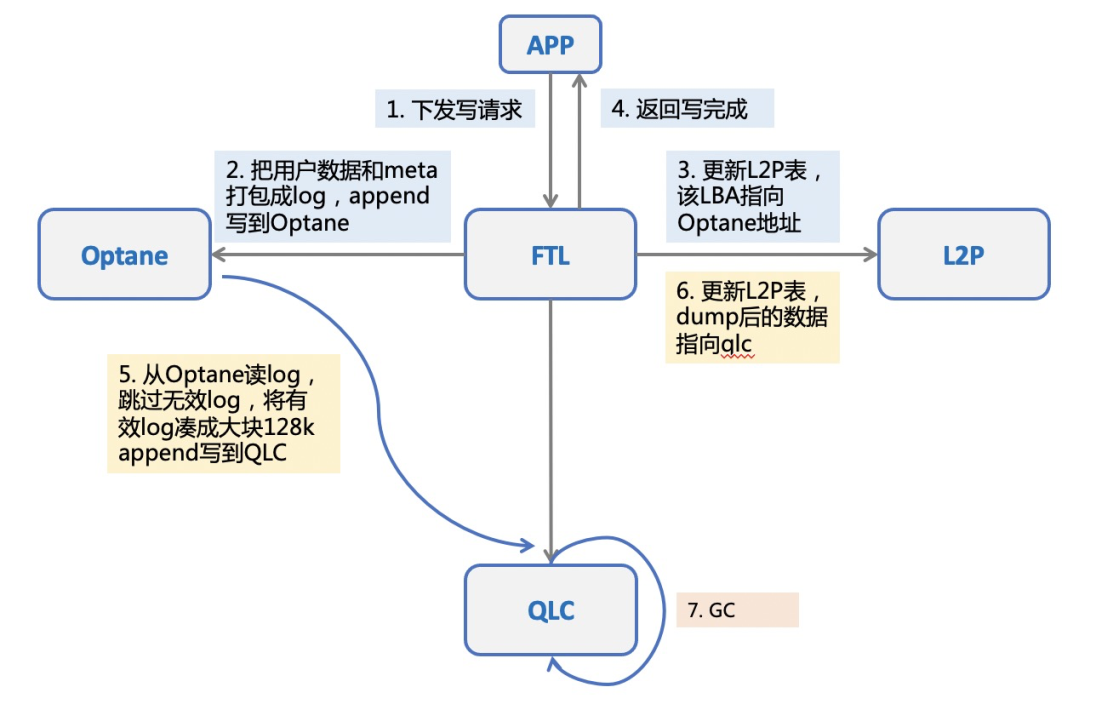 APP
1. 下发写请求
4. 返回写完成
2. 把用户数据和meta
打包成log，append
写到Optane
3. 更新L2P表，
该LBA指向
Optane地址
Optane
FTL
L2P
6. 更新L2P表，
dump后的数据
指向qlc
5. 从Optane读log，
跳过无效log，将有
效log凑成大块128k
append写到QLC
QLC
7. GC